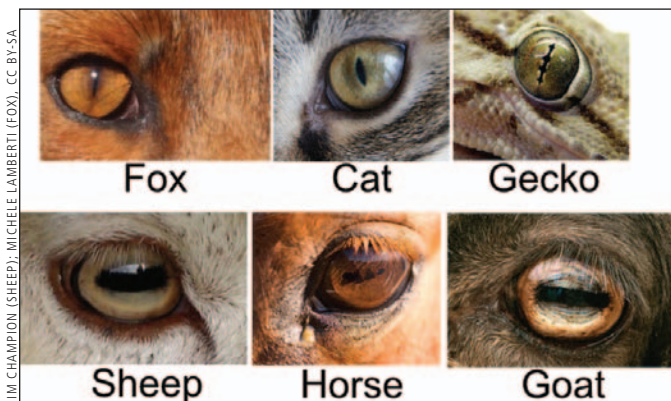 IM CHAMPION (SHEEP); MICHELE LAMBERTI (FOX), CC BY-SA
Fox
Cat
Gecko
Sheep
Horse
Goat